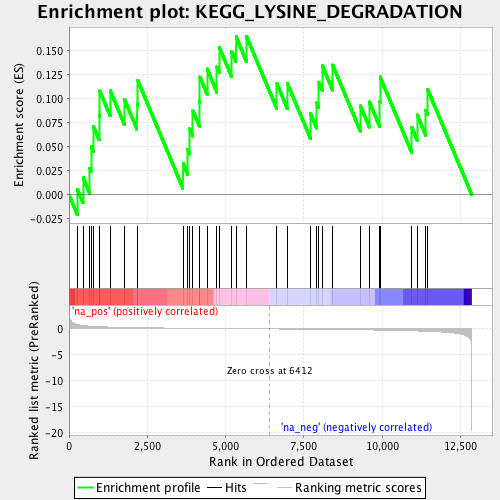 Enrichment plot: KEGG_LYSINE_DEGRADATION
Enrichment score (ES)
0.150
0.125
0.100
0.075
0.050
0.025
0.000
-0.025
'na_pos' (positively correlated)
Ranked list metric (PreRanked)
0
-5
-10
-15
-20
Zero cross at 6412
'na_neg' (negatively correlated)
0 2,500 5,000 7,500 10,000 12,500
Rank in Ordered Dataset
Enrichment profile Hits Ranking metric scores